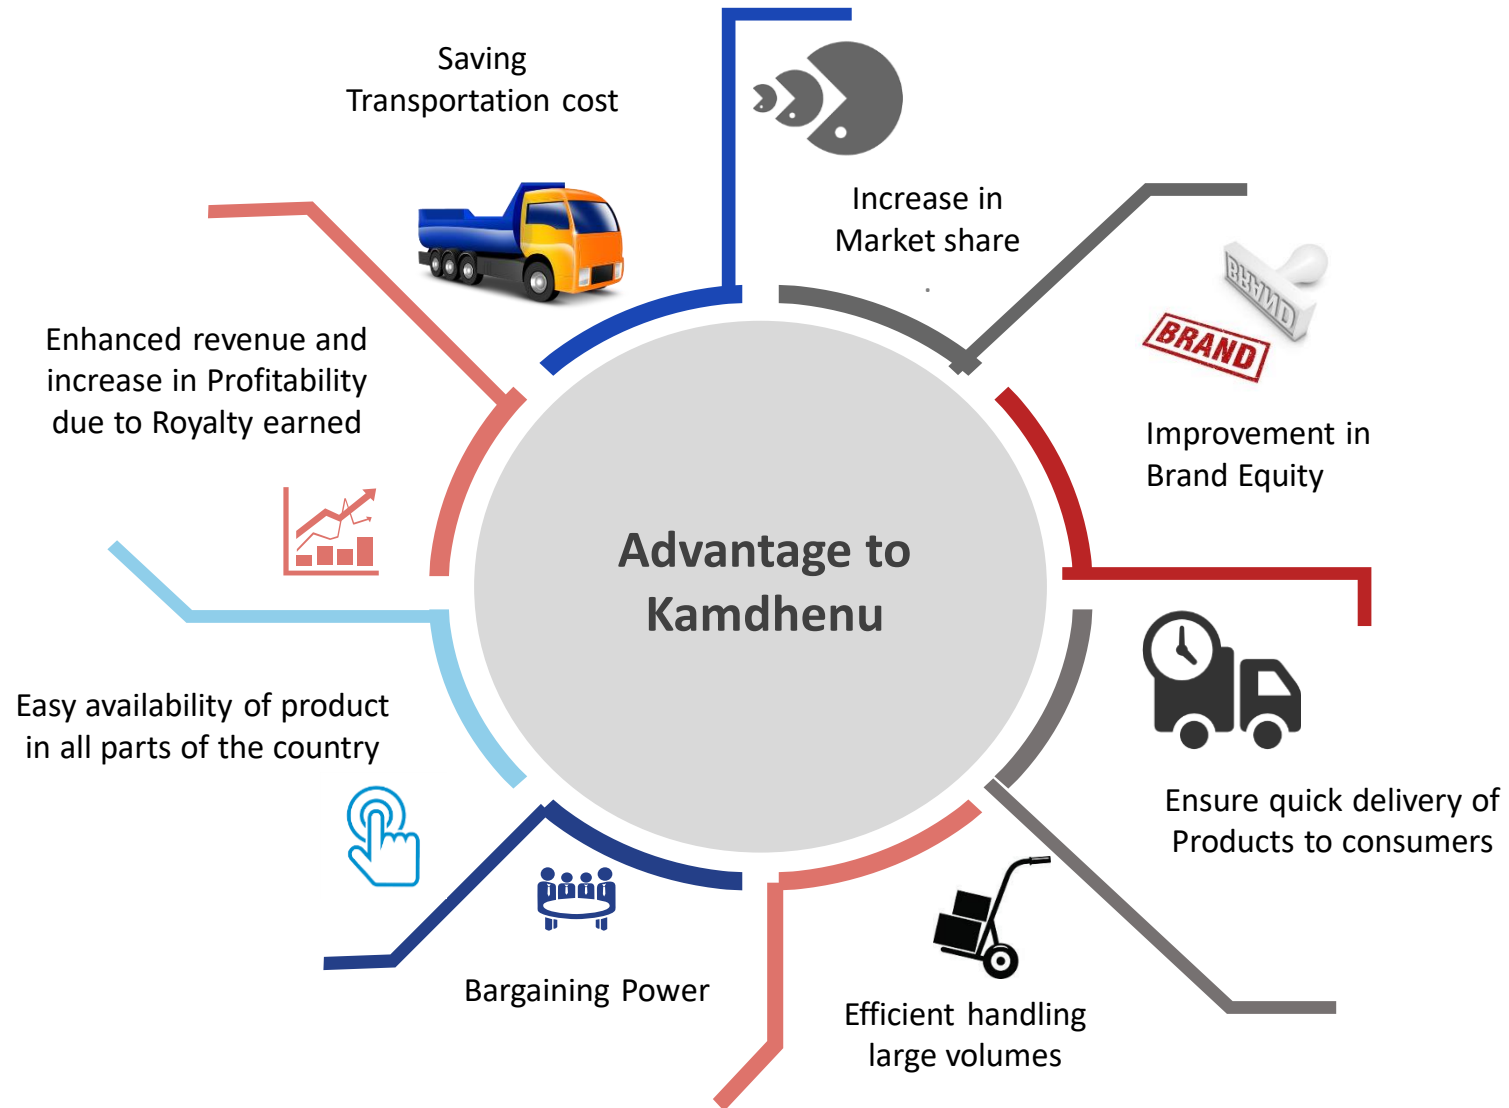 Saving
Transportation cost
Increase in
Market share
.
BRAND
BRAND
Improvement in
Brand Equity
Enhanced revenue and
increase in Profitability
due to Royalty earned
Advantage to
Kamdhenu
Easy availability of product
in all parts of the country
Ensure quick delivery of
Products to consumers
Bargaining Power
Efficient handling
large volumes